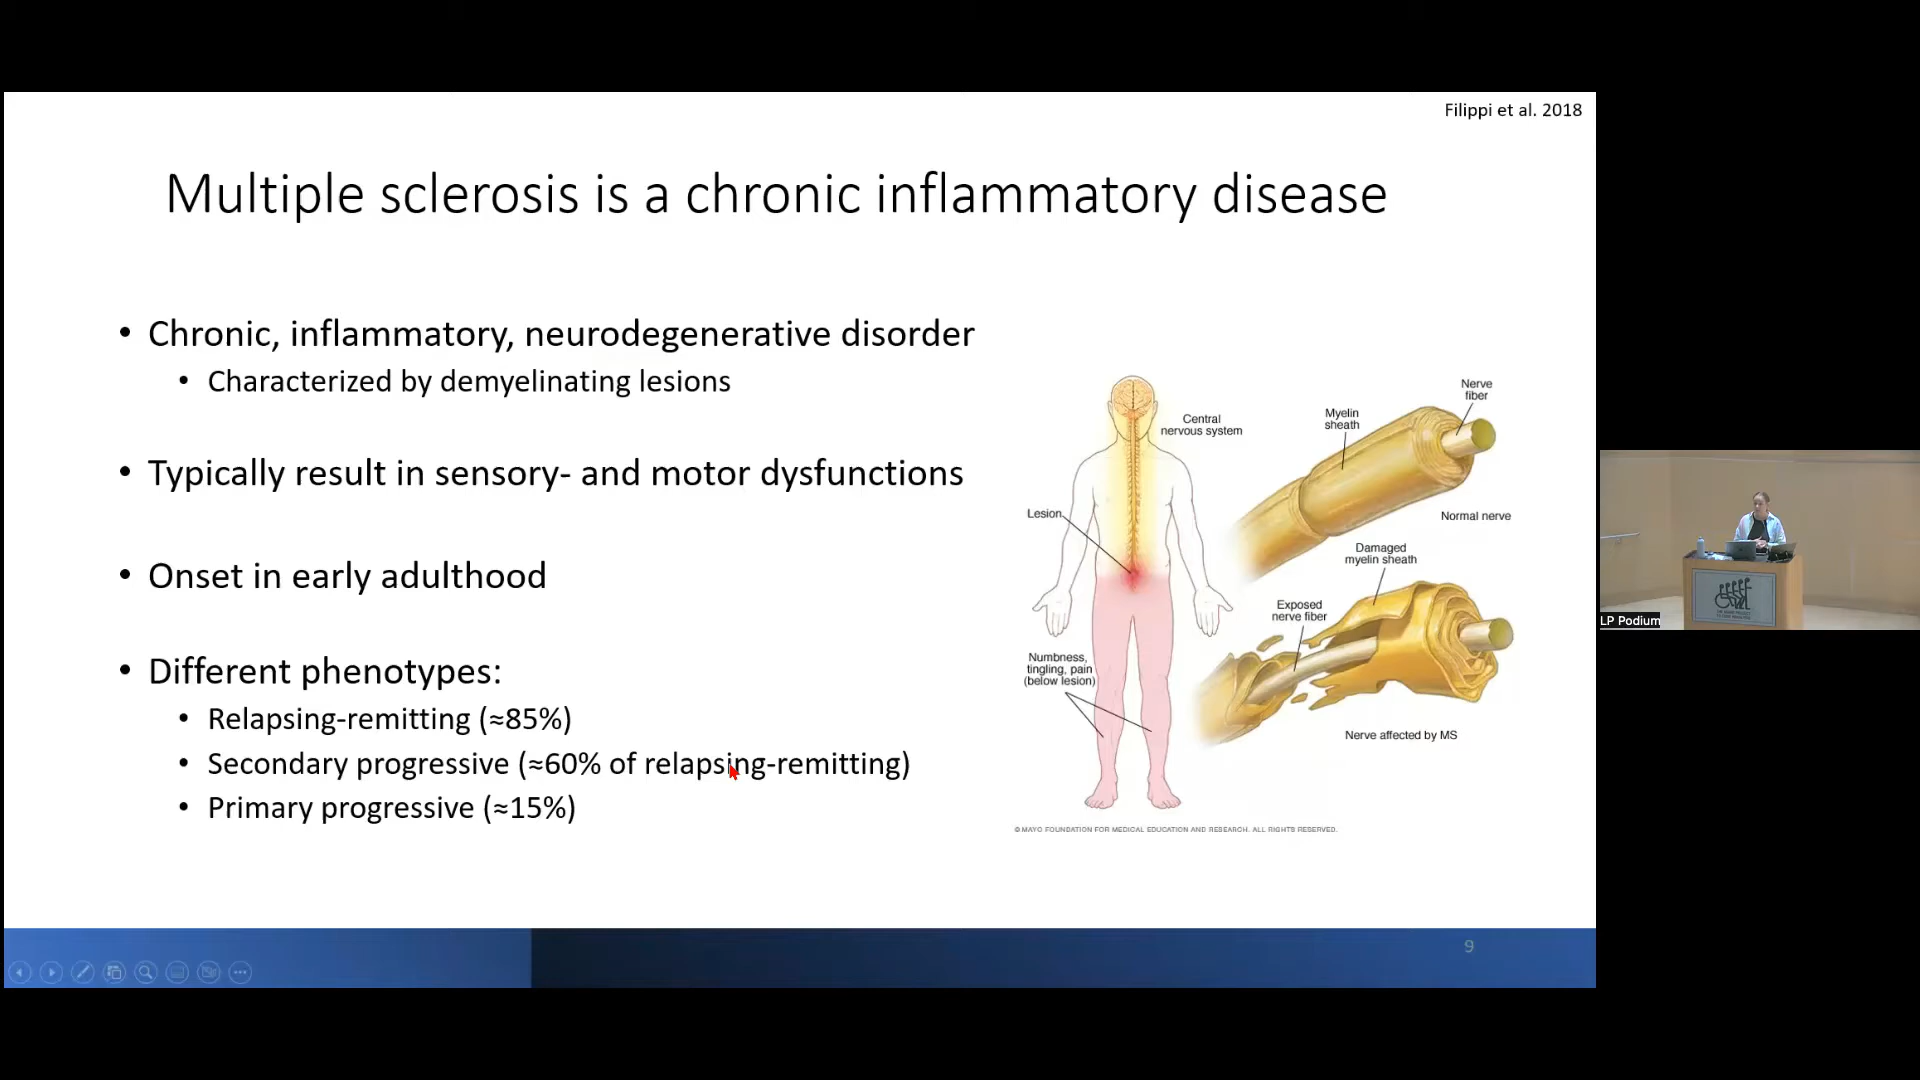 Filippi et al. 2018
Multiple sclerosis is a chronic inflammatory disease
• Chronic, inflammatory, neurodegenerative disorder
• Characterized by demyelinating lesions
• Typically result in sensory- and motor dysfunctions
• Onset in early adulthood
• Different phenotypes:
• Relapsing-remitting (≈85%)
• Secondary progressive (≈60% of relapsing-remitting)
• Primary progressive (≈15%)
Central
nervous system
Lesion
Numbness,
tingling, pain
(below lesion)
Nerve
fiber
Myelin
sheath
Normal nerve
Damaged
myelin sheath
Exposed
nerve fiber
Nerve affected by MS
© MAYO FOUNDATION FOR MEDICAL EDUCATION AND RESEARCH. ALL RIGHTS RESERVED.
9
LP Podium